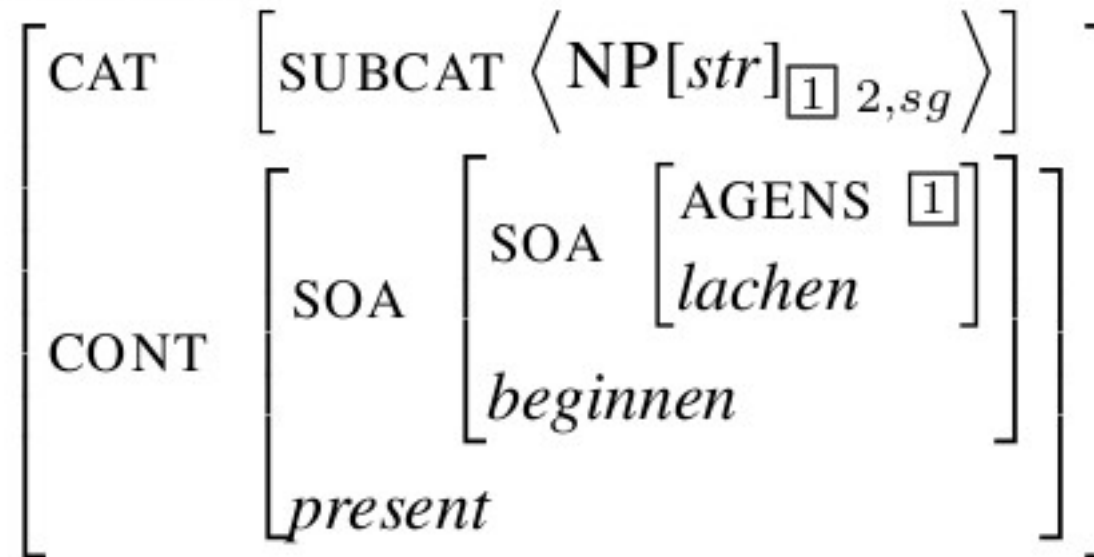 CAT [SUBCAT ⟨NP[str]1 2,sg⟩]
SOA [AGENS 1
lachen]
SOA
CONT
beginnen
present